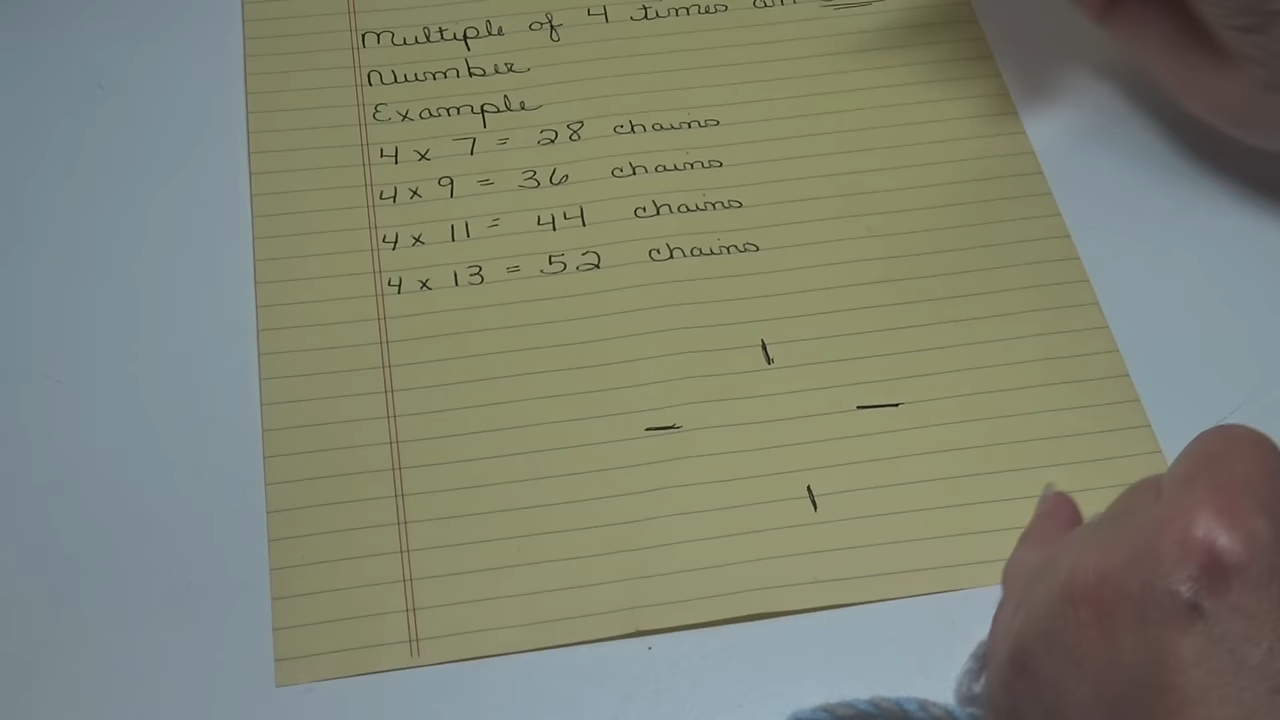 Multiple of 4 times an
Number
Example
4 x 7 = 28 chains
4 x 9 = 36 chains
4 x 11 = 44 chains
4 x 13 = 52 chains